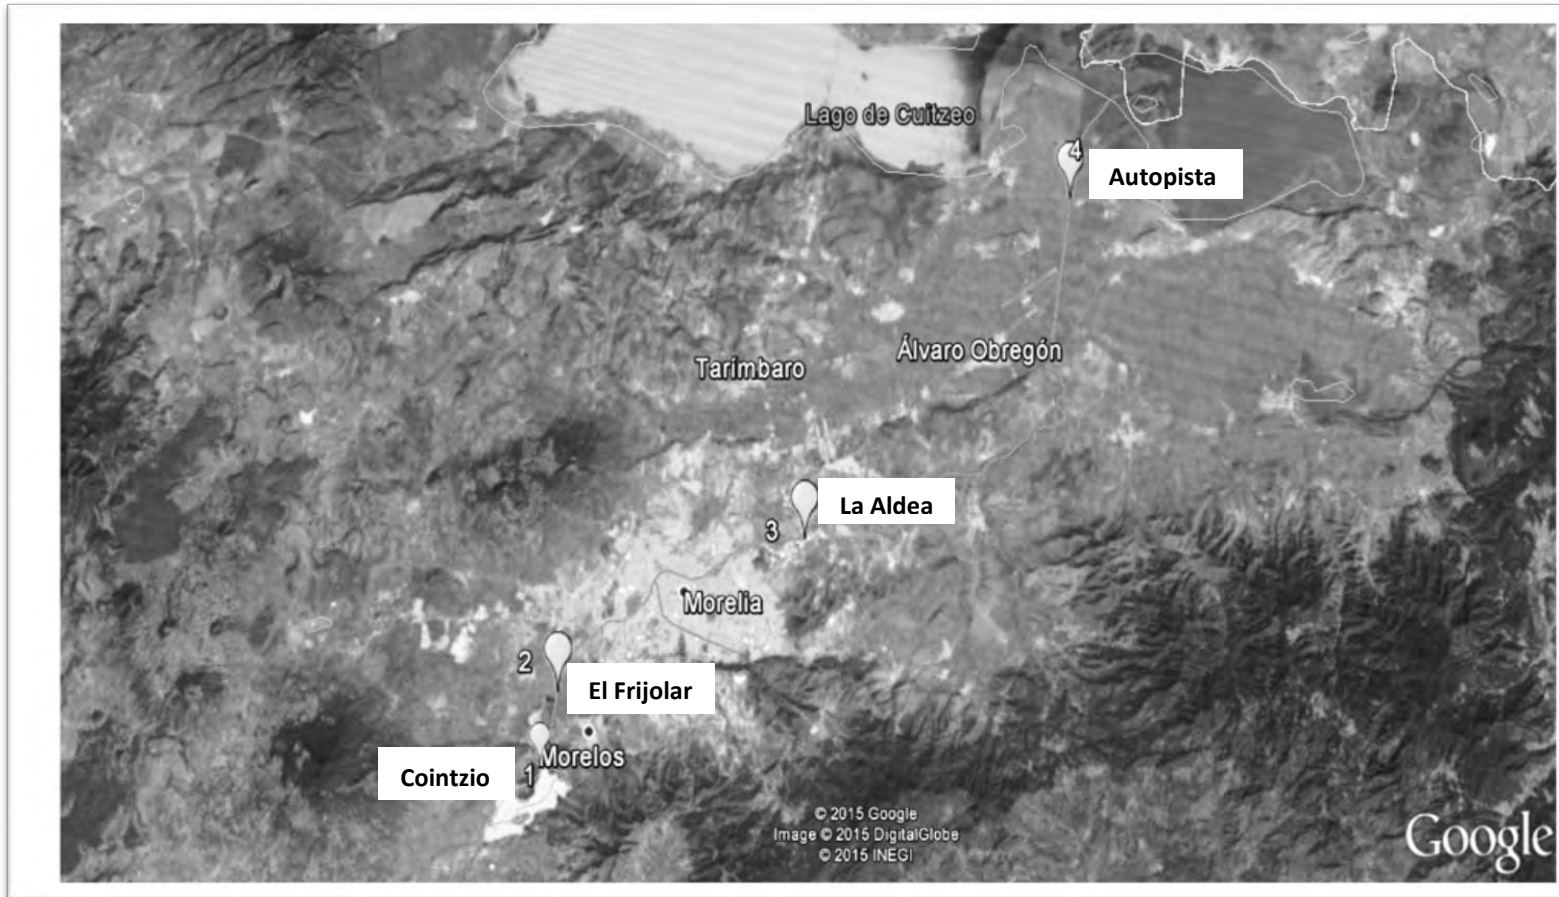 Lago de Cuitzeo
4
Autopista
Álvaro Obregón
Tarímbaro
La Aldea
3
Morelia
2
El Frijolar
Morelos
Cointzio
1
© 2015 Google
Image © 2015 DigitalGlobe
© 2015 INEGI
Google